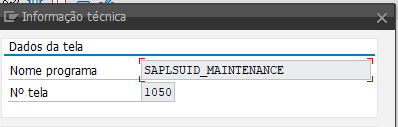 Informação técnica
Dados da tela
Nome programa SAPLSUID_MAINTENANCE
Nº tela 1050